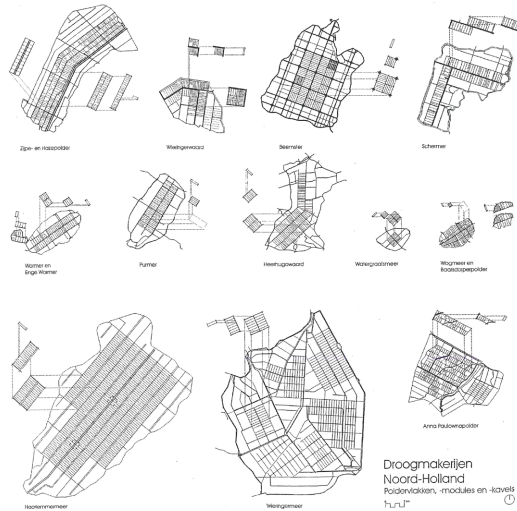 Zijpe- en Hazepolder
Wieringerwaard
Beemster
Schermer
Wormer en
Enge Wormer
Purmer
Heerhugowaard
Watergraafsmeer
Wogmeer en
Baarsdorperpolder
Haarlemmermeer
Wieringermeer
Anna Paulownapolder
Droogmakerijen
Noord-Holland
Poldervlakken, -modules en -kavels